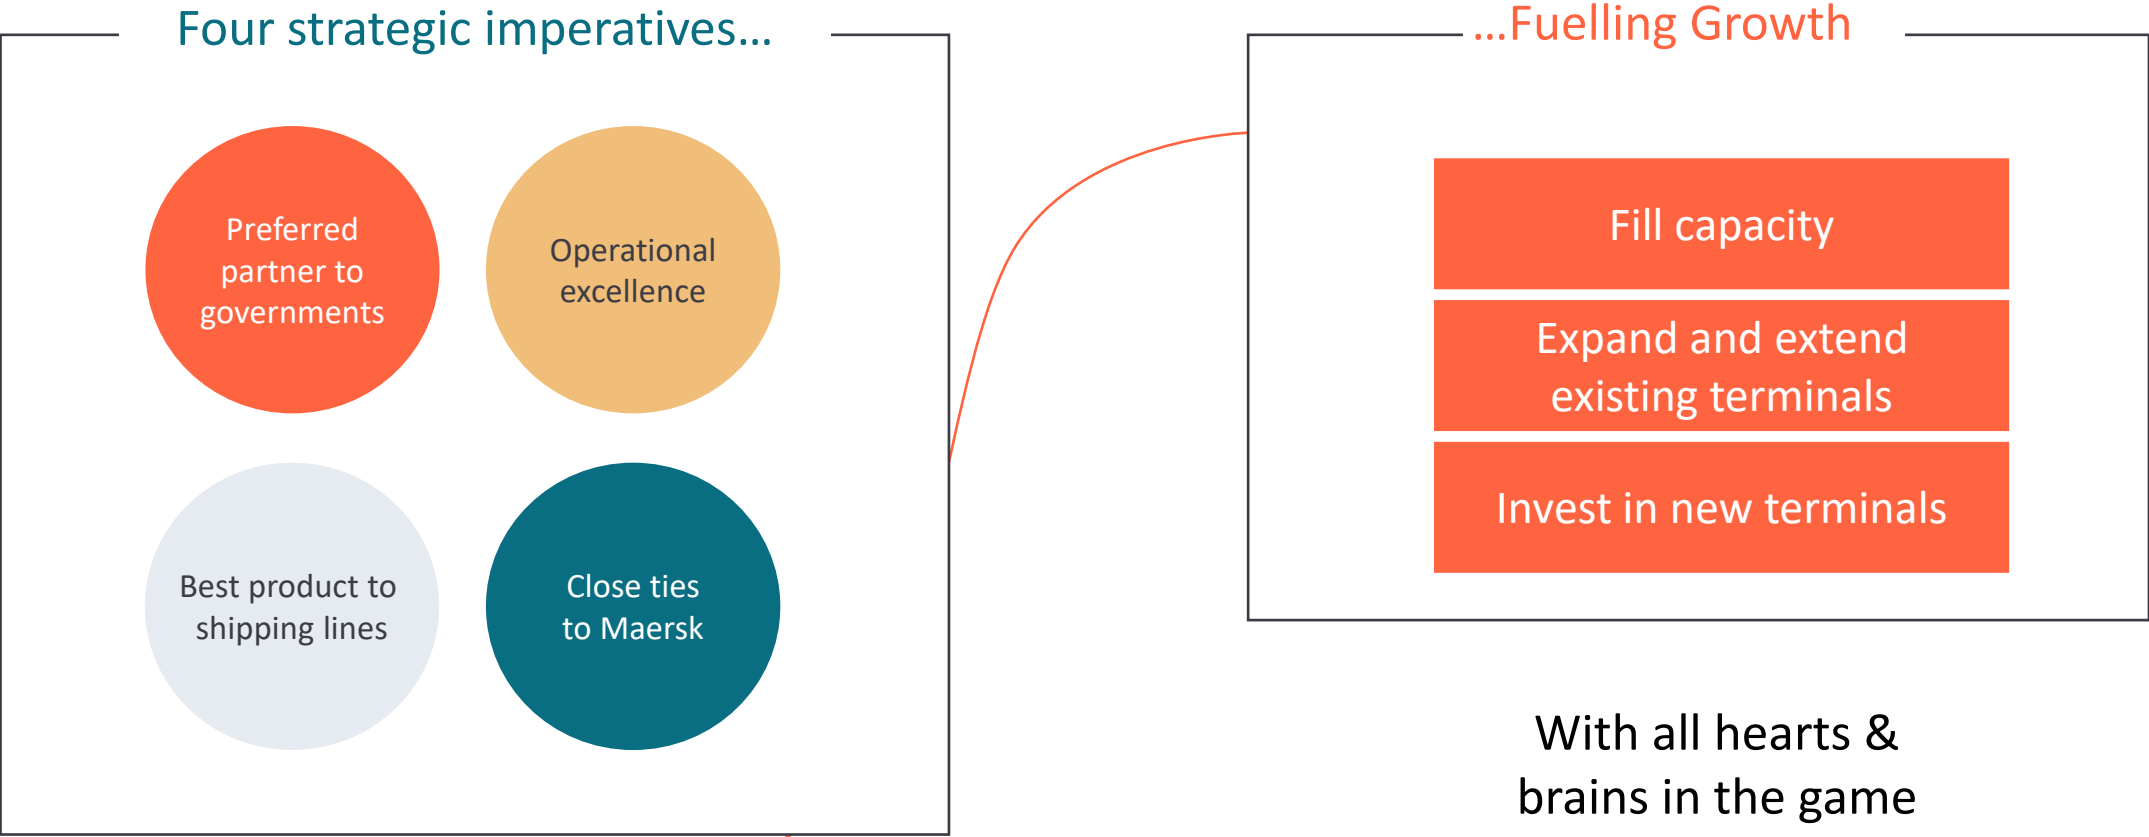 Four strategic imperatives...
Preferred
partner to
governments
Operational
excellence
Best product to
shipping lines
Close ties
to Maersk
...Fuelling Growth
Fill capacity
Expand and extend
existing terminals
Invest in new terminals
With all hearts &
brains in the game